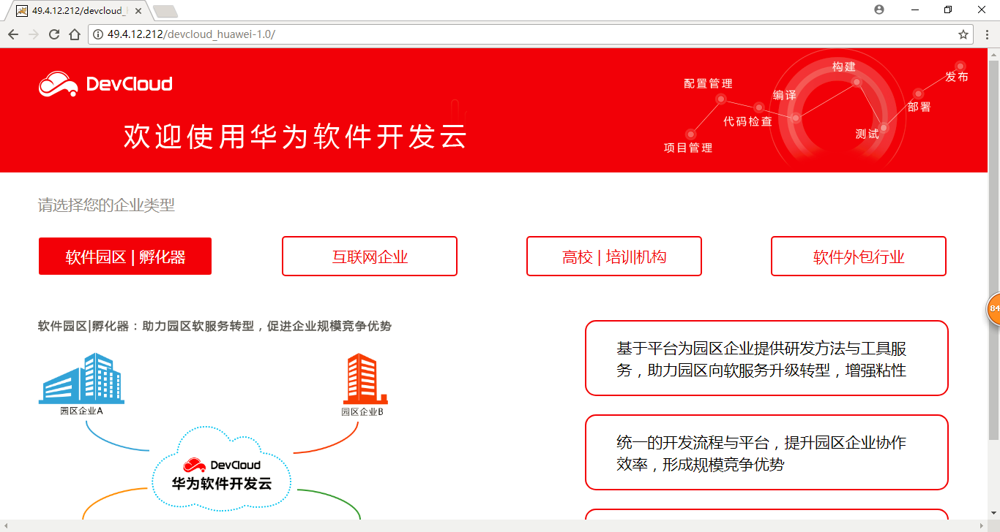 49.4.12.212/devcloud_
49.4.12.212/devcloud_huawei-1.0/
DevCloud
欢迎使用华为软件开发云
项目管理
配置管理
代码检查
编译
构建
测试
部署
发布
请选择您的企业类型
软件园区 | 孵化器
互联网企业
高校 | 培训机构
软件外包行业
软件园区|孵化器：助力园区软服务转型，促进企业规模竞争优势
园区企业A
园区企业B
DevCloud
华为软件开发云
基于平台为园区企业提供研发方法与工具服
务，助力园区向软服务升级转型，增强粘性
统一的开发流程与平台，提升园区企业协作
效率，形成规模竞争优势
84